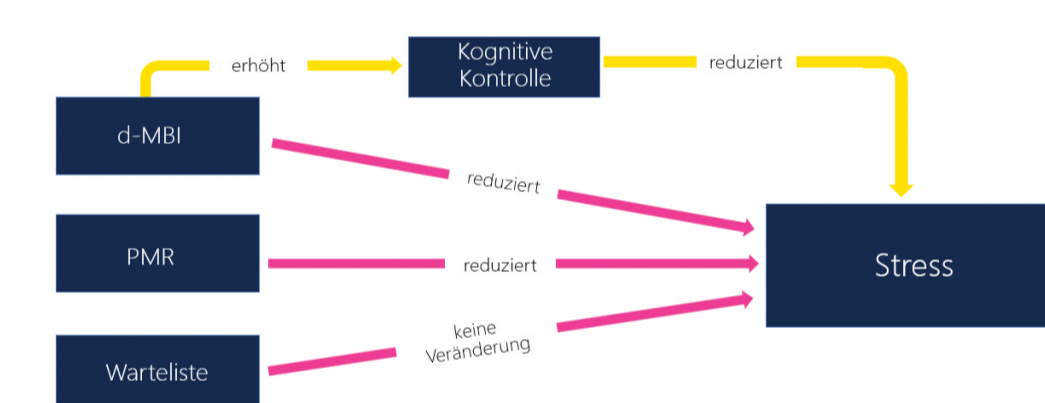 Kognitive
Kontrolle
erhöht
reduziert
d-MBI
reduziert
PMR
reduziert
Stress
keine
Veränderung
Warteliste